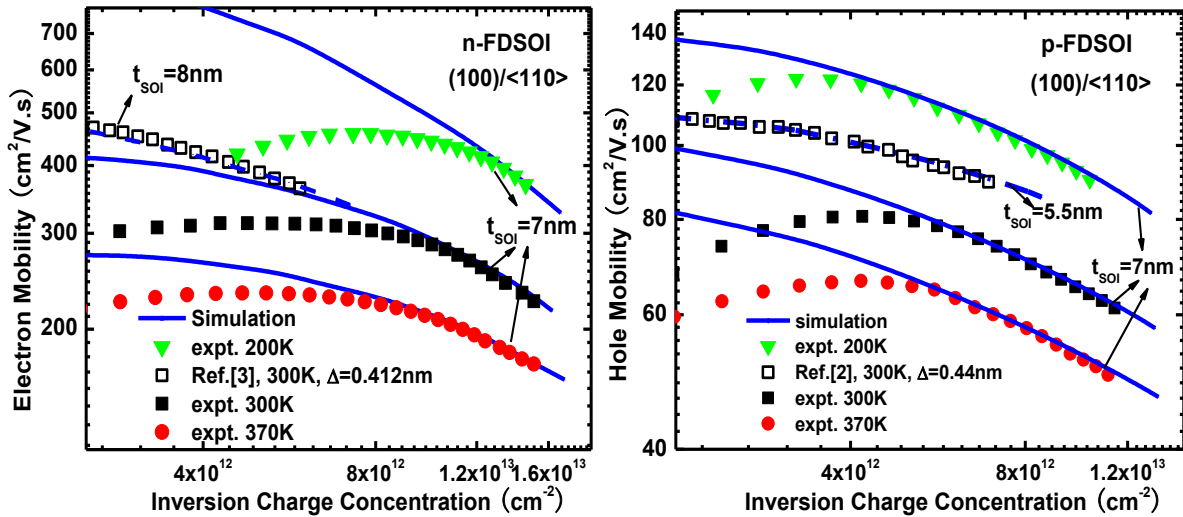 n-FDSOI
(100)/<110>
t_SOI=8nm
t_SOI=7nm
Simulation
expt. 200K
Ref.[3], 300K, Δ=0.412nm
expt. 300K
expt. 370K
700
600
500
400
300
200
4x10^12
8x10^12
1.2x10^13
1.6x10^13
Electron Mobility (cm^2/V.s)
Inversion Charge Concentration (cm^-2)
p-FDSOI
(100)/<110>
t_SOI=5.5nm
t_SOI=7nm
simulation
expt. 200K
Ref.[2], 300K, Δ=0.44nm
expt. 300K
expt. 370K
140
120
100
80
60
40
4x10^12
8x10^12
1.2x10^13
Hole Mobility (cm^2/V.s)
Inversion Charge Concentration (cm^-2)